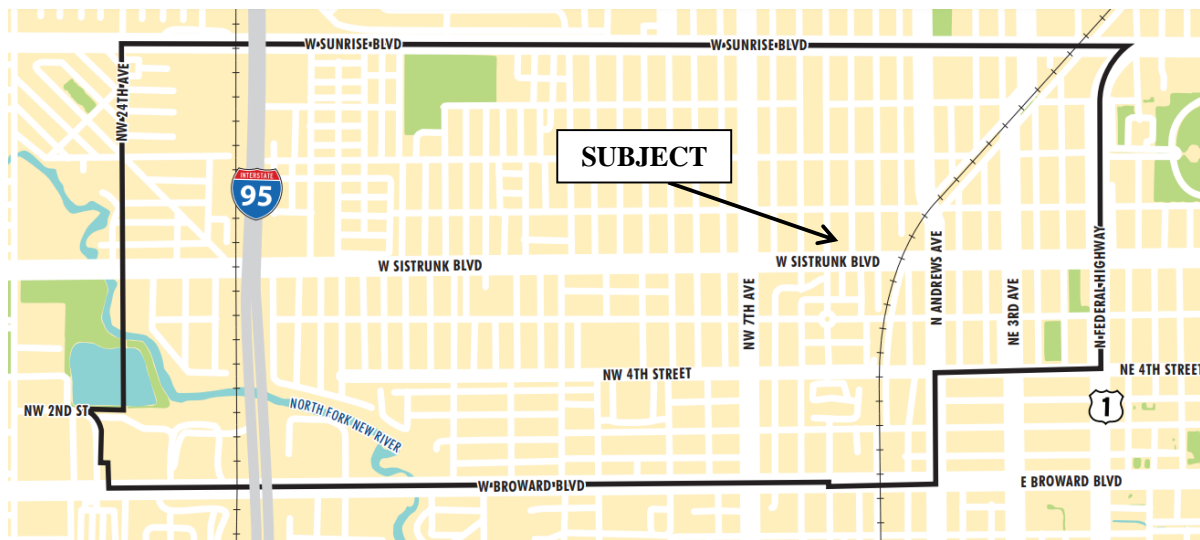 W SUNRISE BLVD
W SUNRISE BLVD
NW 24TH AVE
SUBJECT
INTERSTATE
95
W SISTRUNK BLVD
W SISTRUNK BLVD
N ANDREWS AVE
N FEDERAL HIGHWAY
NW 7TH AVE
NE 3RD AVE
NW 4TH STREET
NE 4TH STREET
NW 2ND ST
NORTH FORK NEW RIVER
1
W BROWARD BLVD
E BROWARD BLVD